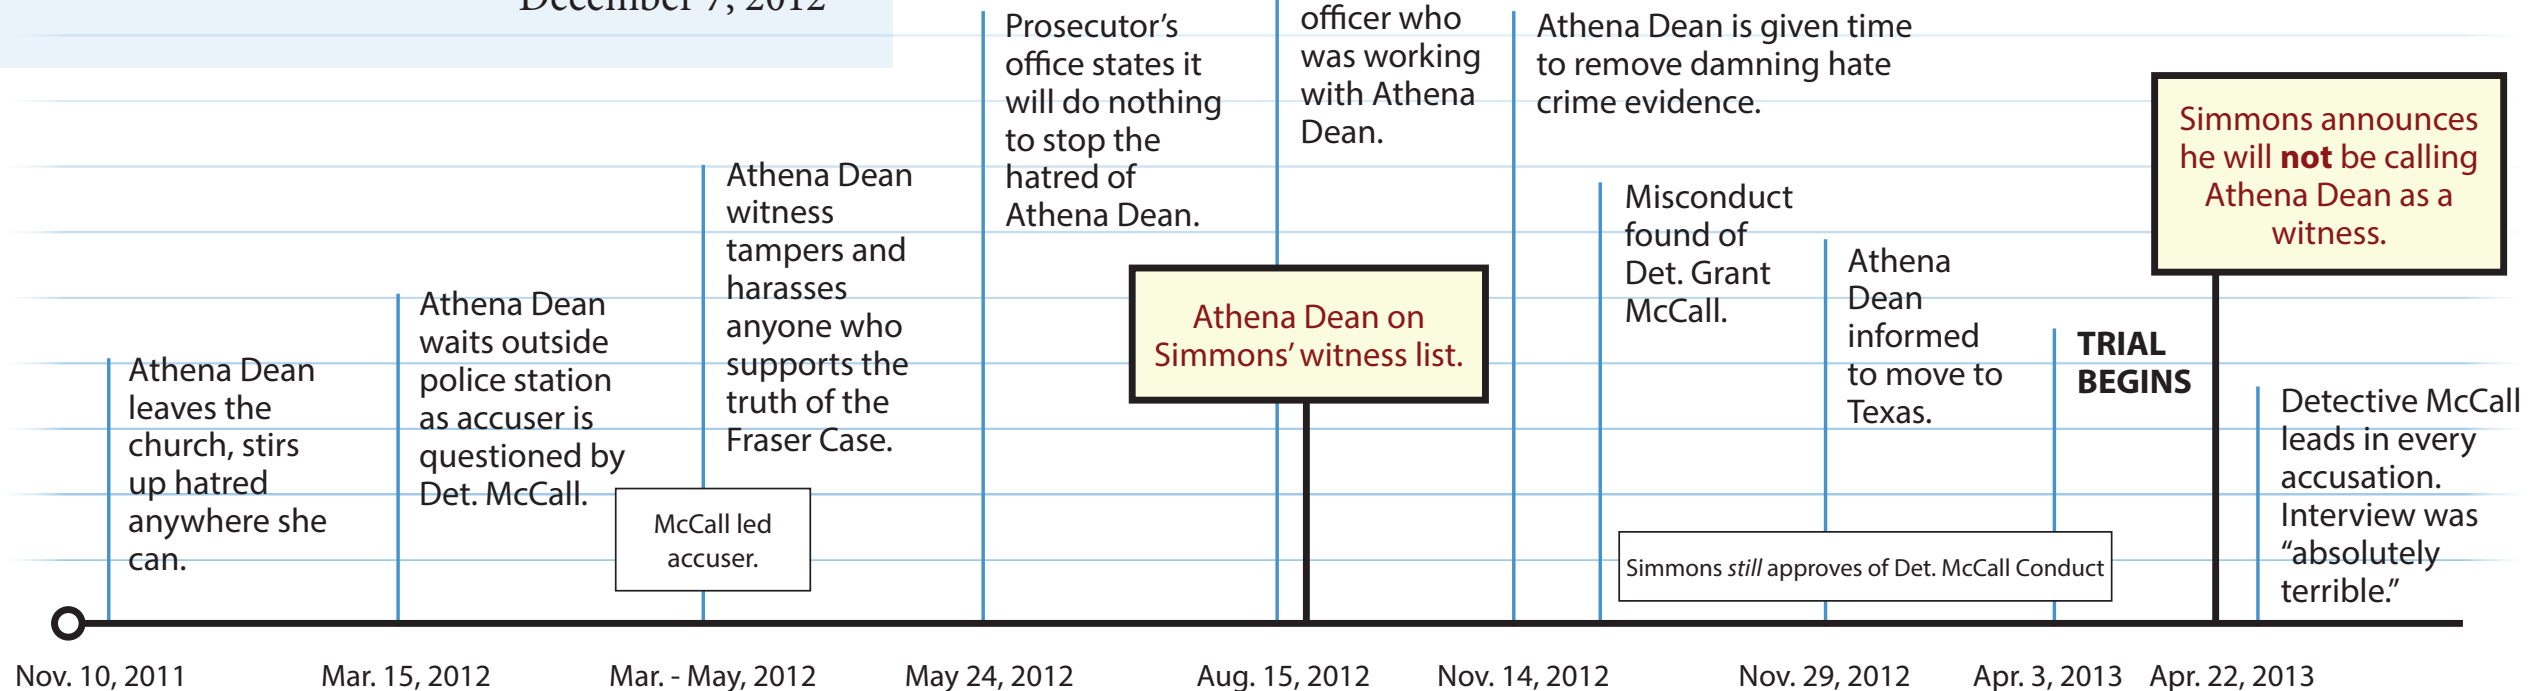 December 7, 2012
Athena Dean
leaves the
church, stirs
up hatred
anywhere she
can.
Athena Dean
waits outside
police station
as accuser is
questioned by
Det. McCall.
Athena Dean
witness
tampers and
harasses
anyone who
supports the
truth of the
Fraser Case.
McCall led
accuser.
Prosecutor’s
office states it
will do nothing
to stop the
hatred of
Athena Dean.
officer who
was working
with Athena
Dean.
Athena Dean on
Simmons’ witness list.
Athena Dean is given time
to remove damning hate
crime evidence.
Misconduct
found of
Det. Grant
McCall.
Athena
Dean
informed
to move to
Texas.
Simmons still approves of Det. McCall Conduct
TRIAL
BEGINS
Simmons announces
he will not be calling
Athena Dean as a
witness.
Detective McCall
leads in every
accusation.
Interview was
“absolutely
terrible.”
Nov. 10, 2011
Mar. 15, 2012
Mar. - May, 2012
May 24, 2012
Aug. 15, 2012
Nov. 14, 2012
Nov. 29, 2012
Apr. 3, 2013
Apr. 22, 2013